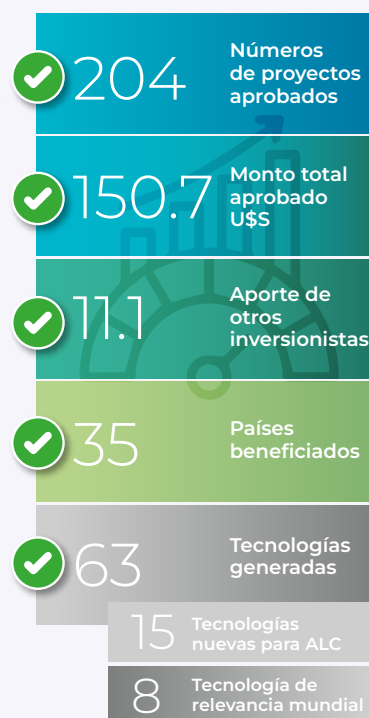 204
Números
de proyectos
aprobados
150.7
Monto total
aprobado
U$S
11.1
Aporte de
otros
inversionistas
35
Países
beneficiados
63
Tecnologías
generadas
15
Tecnologías
nuevas para ALC
8
Tecnología de
relevancia mundial